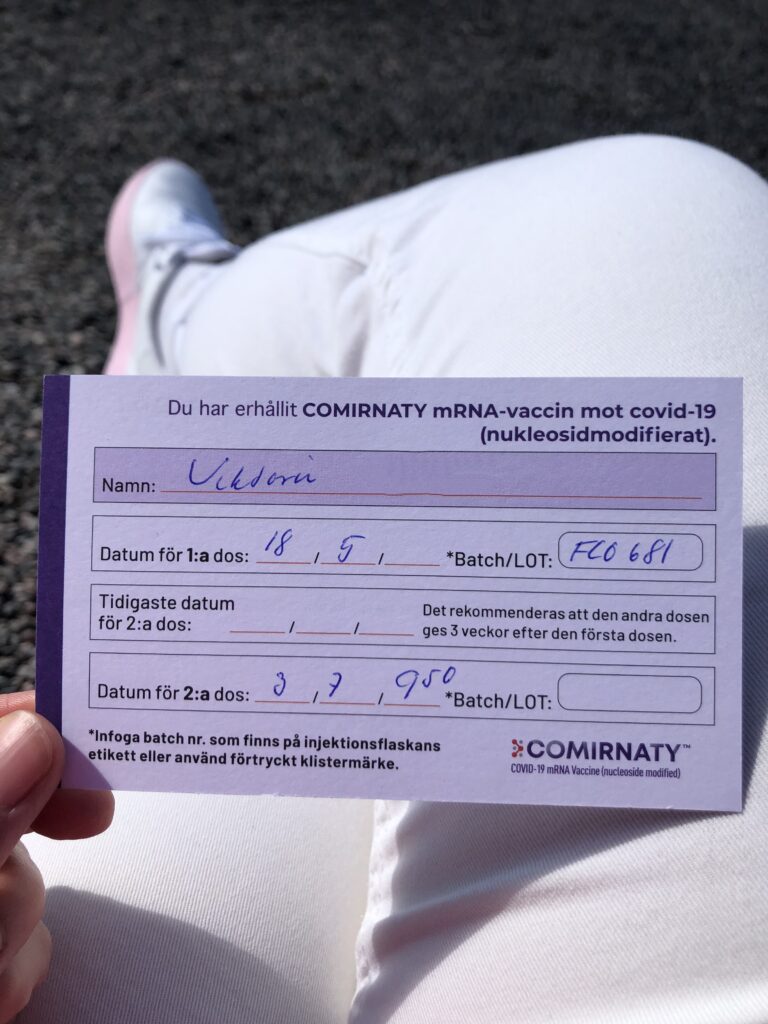 Du har erhållit COMIRNATY mRNA-vaccin mot covid-19
(nukleosidmodifierat).
Namn: Viktoria
Datum för 1:a dos: 18 / 5 / *Batch/LOT: FC0681
Tidigaste datum
för 2:a dos: / /
Det rekommenderas att den andra dosen
ges 3 veckor efter den första dosen.
Datum för 2:a dos: 3 / 7 / 950 *Batch/LOT:
*Infoga batch nr. som finns på injektionsflaskans
etikett eller använd förtryckt klistermärke.
COMIRNATY™
COVID-19 mRNA Vaccine (nucleoside modified)